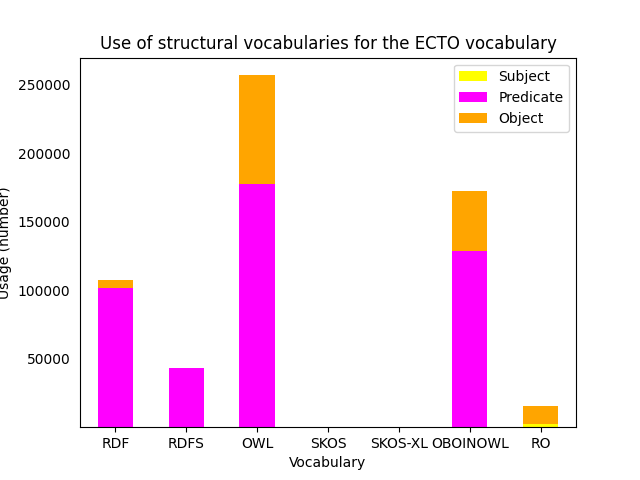 Use of structural vocabularies for the ECTO vocabulary
Subject
Predicate
Object
Usage (number)
250000
200000
150000
100000
50000
RDF RDFS OWL SKOS SKOS-XL OBOINOWL RO
Vocabulary